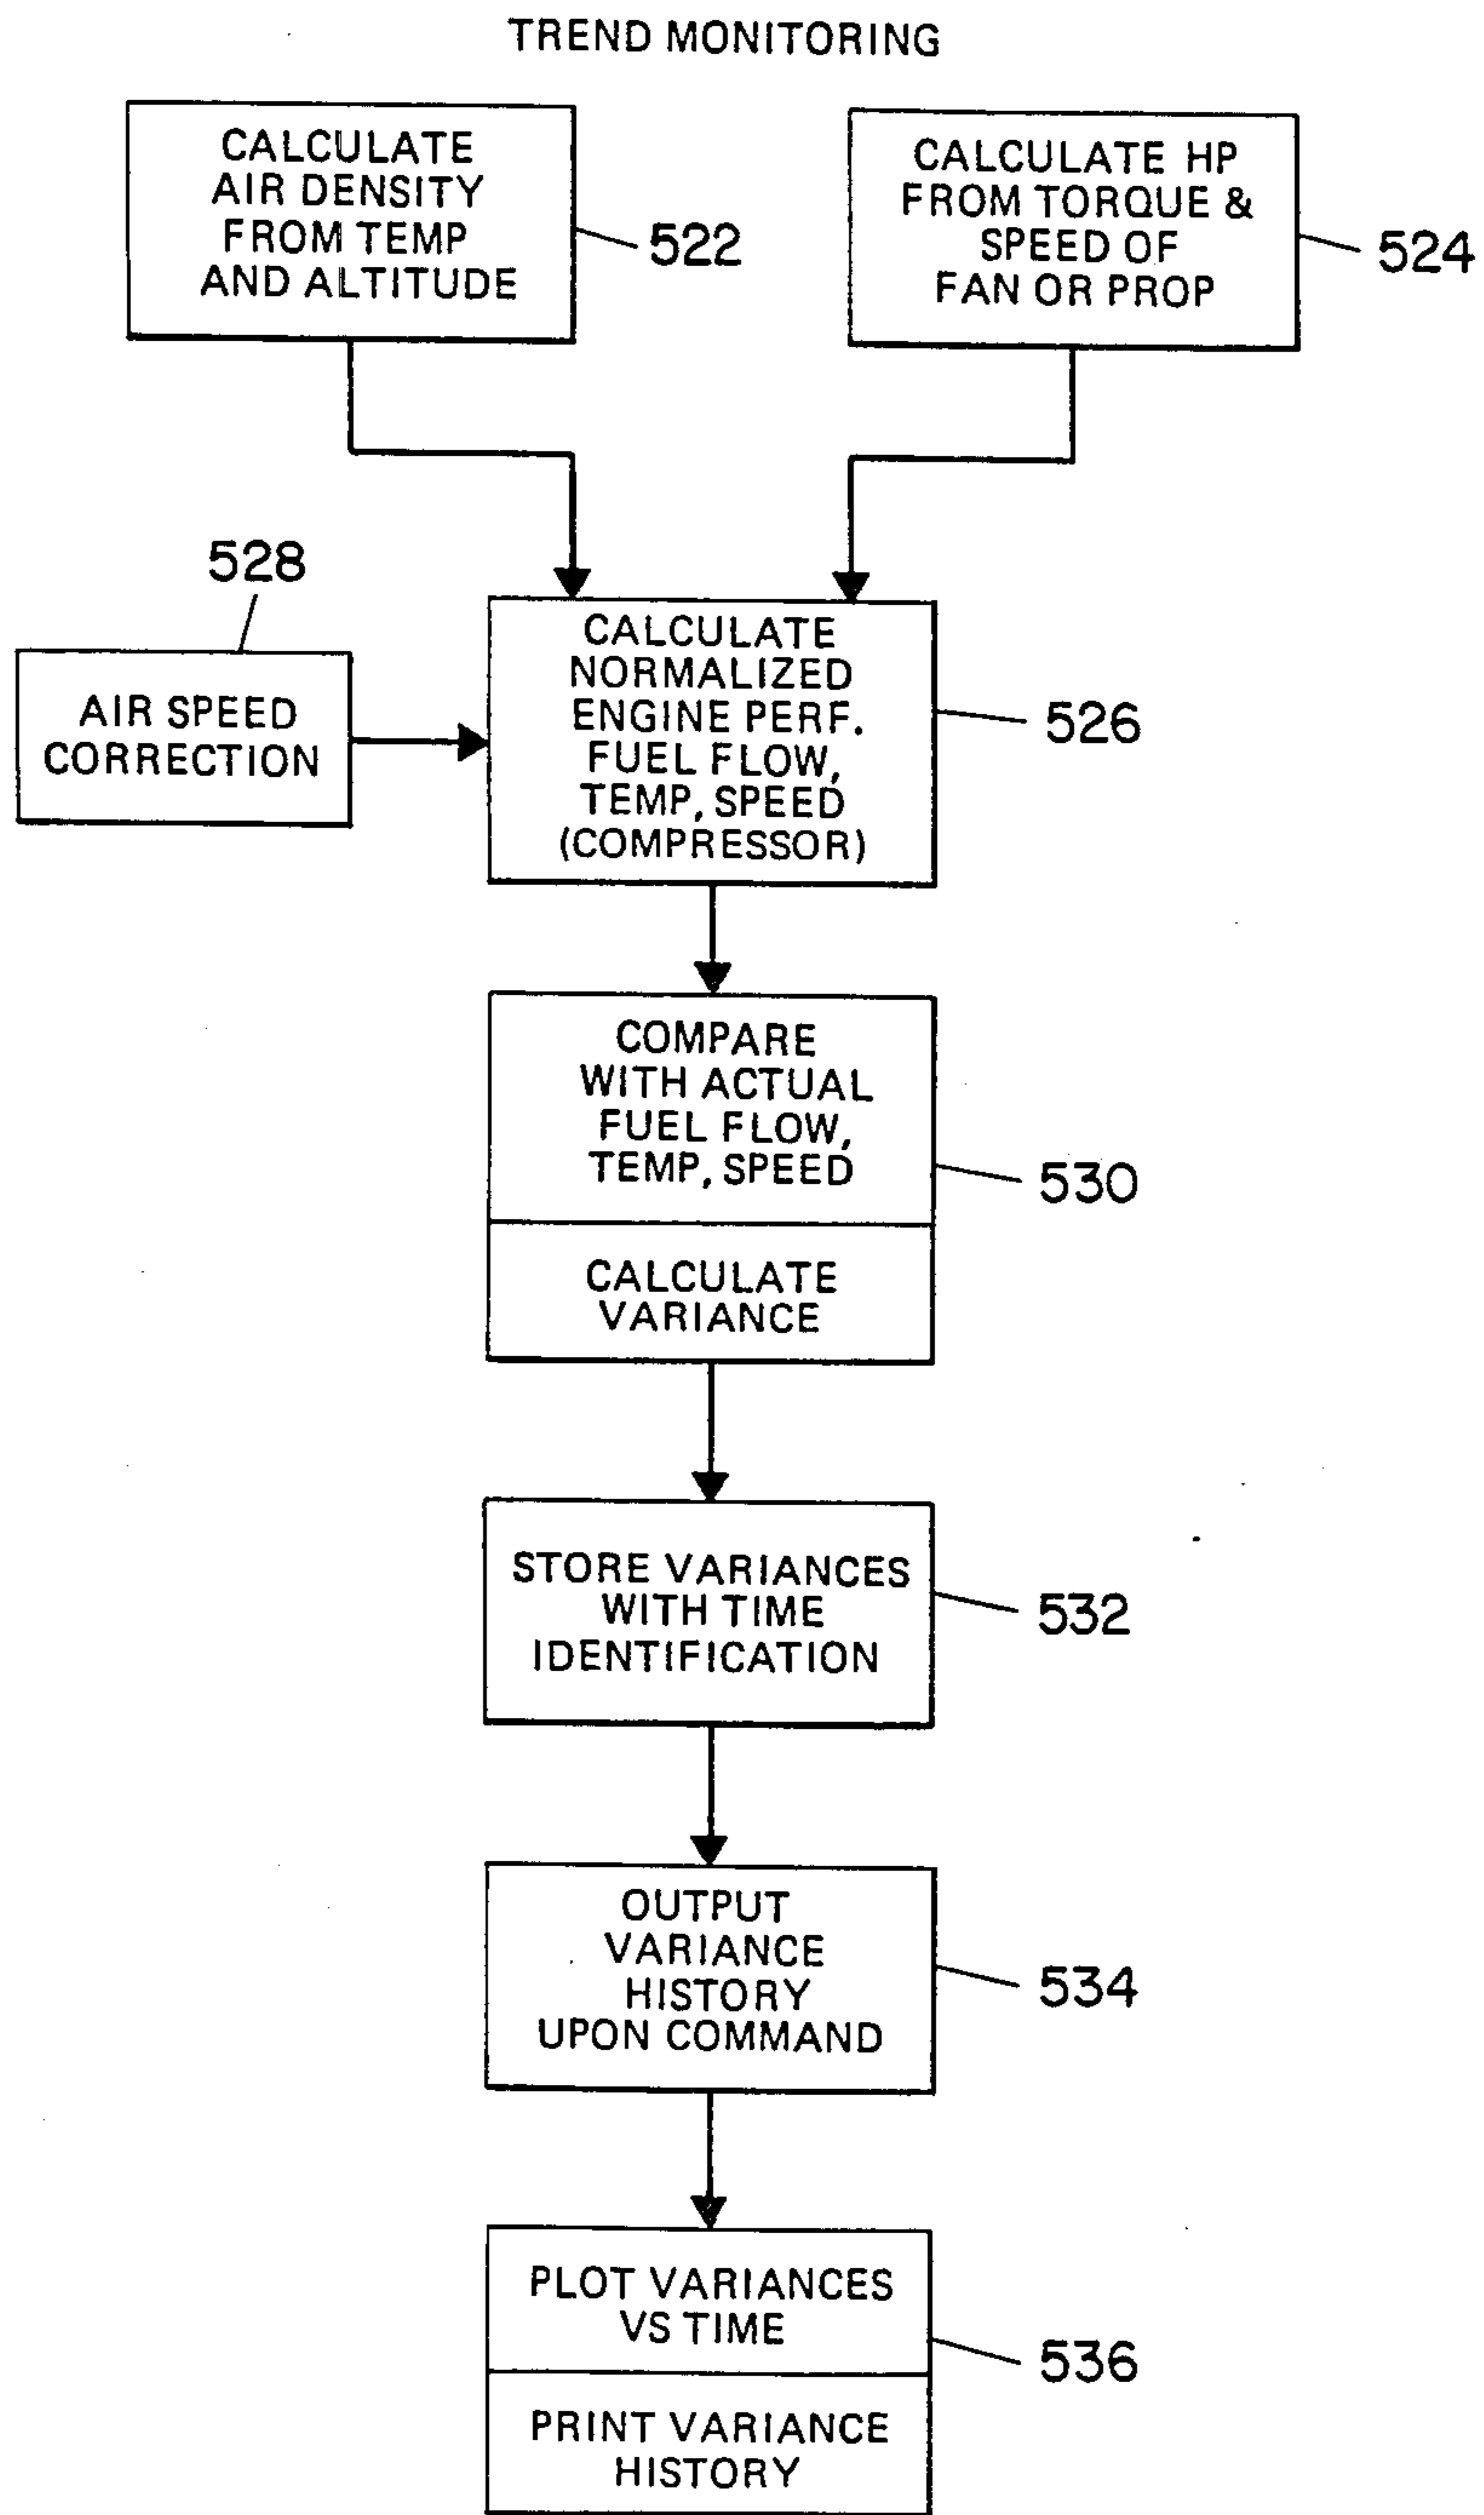 TREND MONITORING
CALCULATE
AIR DENSITY
FROM TEMP
AND ALTITUDE
522
CALCULATE HP
FROM TORQUE &
SPEED OF
FAN OR PROP
524
528
AIR SPEED
CORRECTION
CALCULATE
NORMALIZED
ENGINE PERF.
FUEL FLOW,
TEMP, SPEED
(COMPRESSOR)
526
COMPARE
WITH ACTUAL
FUEL FLOW,
TEMP, SPEED
530
CALCULATE
VARIANCE
STORE VARIANCES
WITH TIME
IDENTIFICATION
532
OUTPUT
VARIANCE
HISTORY
UPON COMMAND
534
PLOT VARIANCES
VS TIME
536
PRINT VARIANCE
HISTORY